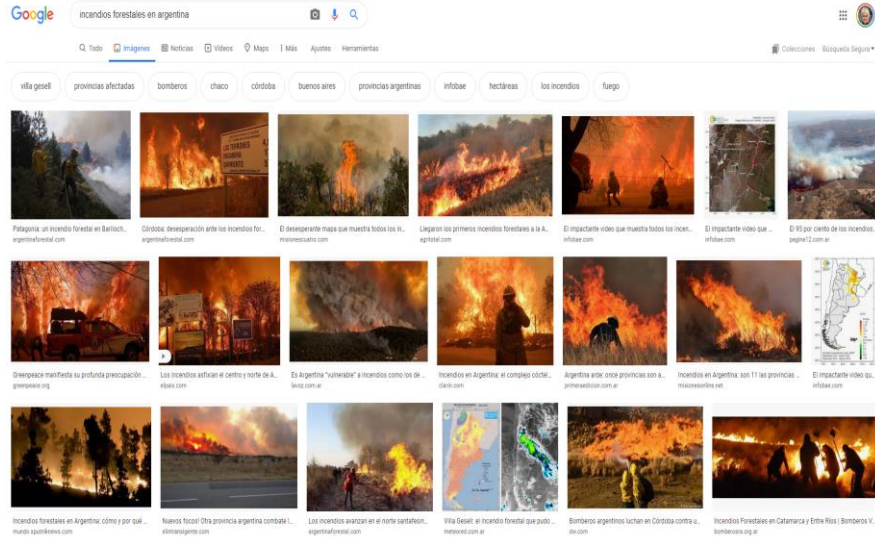 Google
incendios forestales en argentina
Todo Imágenes Noticias Vídeos Maps Más Ajustes Herramientas
Colecciones Búsqueda Segura
villa gesell provincias afectadas bomberos chaco córdoba buenos aires provincias argentinas infobae hectáreas los incendios fuego
Patagonia: un incendio forestal en Bariloch...
argentinaforestal.com
Córdoba: desesperación ante los incendios for...
argentinaforestal.com
El desesperante mapa que muestra todos los in...
misionescuatro.com
Llegaron los primeros incendios forestales a la A...
agritotal.com
El impactante video que muestra todos los incen...
infobae.com
El impactante video que ...
infobae.com
El 95 por ciento de los incendios...
pagina12.com.ar
Greenpeace manifiesta su profunda preocupación ...
greenpeace.org
Los incendios asfixian el centro y norte de A...
elpais.com
Es Argentina "vulnerable" a incendios como los de ...
lavoz.com.ar
Incendios en Argentina: el complejo cóctel...
clarin.com
Argentina arde: once provincias son a...
primeraedicion.com.ar
Incendios en Argentina: son 11 las provincias ...
misionesonline.net
El impactante video qu...
infobae.com
Incendios forestales en Argentina: cómo y por qué ...
mundo.sputniknews.com
Nuevos focos! Otra provincia argentina combate i...
elintransigente.com
Los incendios avanzan en el norte santafesin...
argentinaforestal.com
Villa Gesell: el incendio forestal que pudo ...
meteored.com.ar
Bomberos argentinos luchan en Córdoba contra u...
dw.com
Incendios Forestales en Catamarca y Entre Ríos | Bomberos V...
bomberosra.org.ar